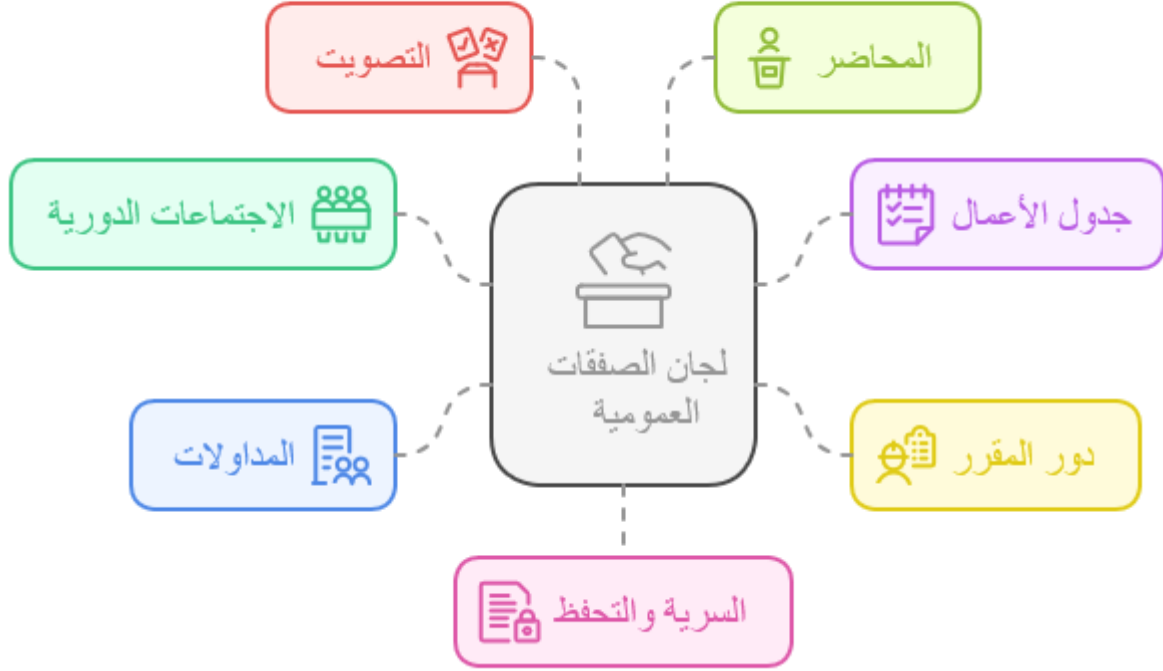 المحاضر
التصويت
جدول الأعمال
الاجتماعات الدورية
لجان الصفقات
العمومية
دور المقرر
المداولات
السرية والتحفظ